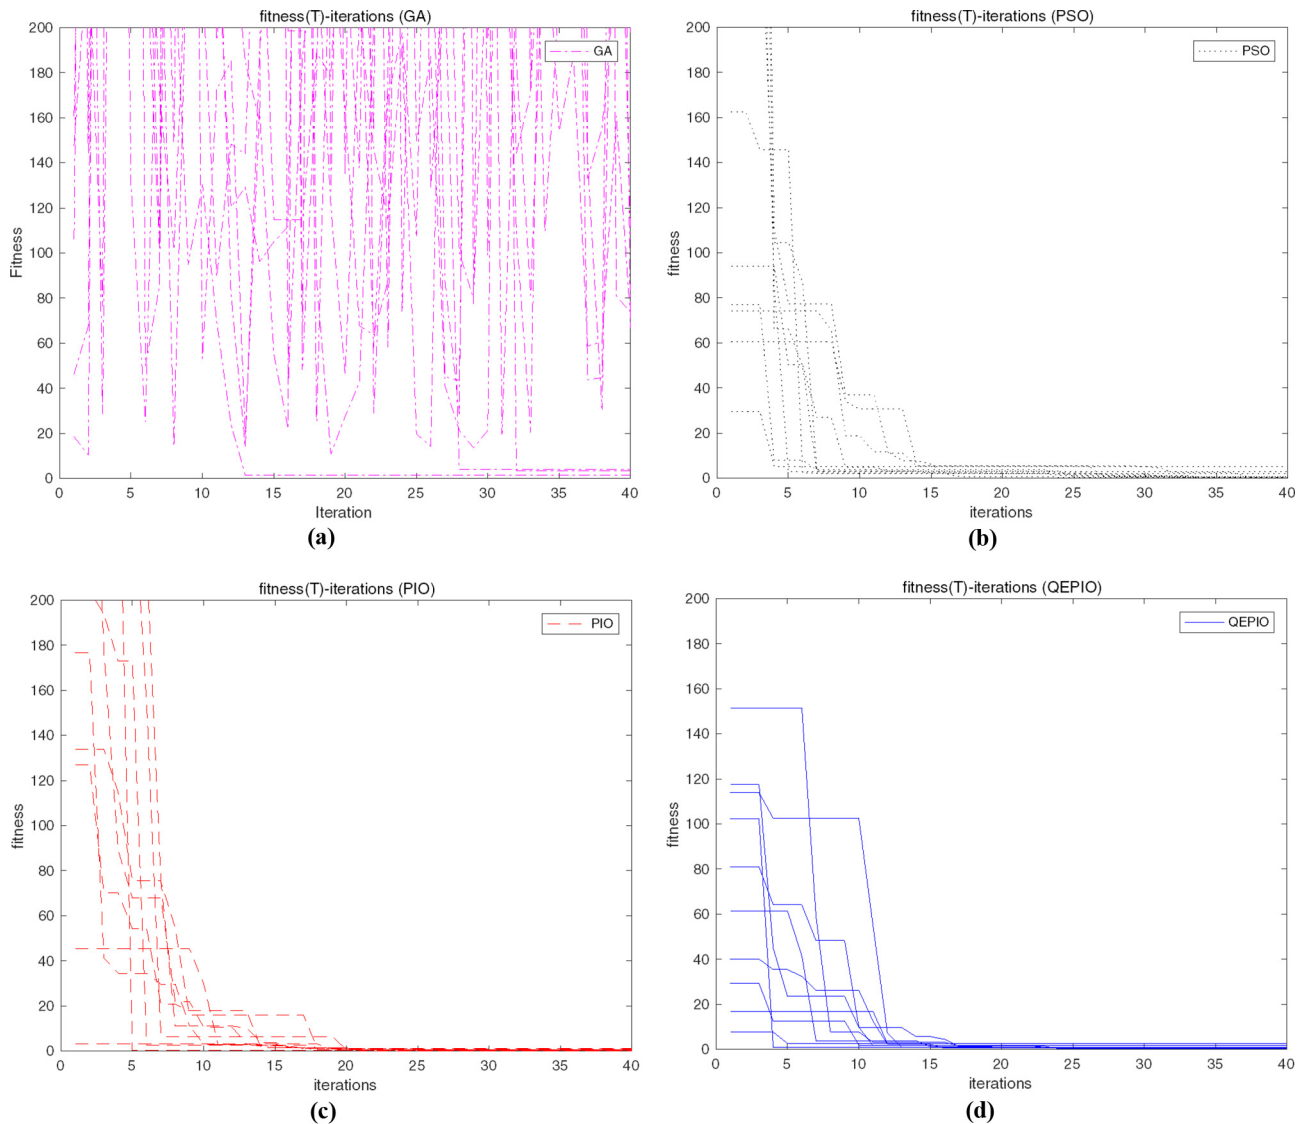 fitness(T)-iterations (GA)
200
180
160
140
120
100
80
60
40
20
0
Fitness
GA
0 5 10 15 20 25 30 35 40
Iteration
(a)
fitness(T)-iterations (PSO)
200
180
160
140
120
100
80
60
40
20
0
fitness
PSO
0 5 10 15 20 25 30 35 40
iterations
(b)
fitness(T)-iterations (PIO)
200
180
160
140
120
100
80
60
40
20
0
fitness
PIO
0 5 10 15 20 25 30 35 40
iterations
(c)
fitness(T)-iterations (QEPIO)
200
180
160
140
120
100
80
60
40
20
0
fitness
QEPIO
0 5 10 15 20 25 30 35 40
iterations
(d)